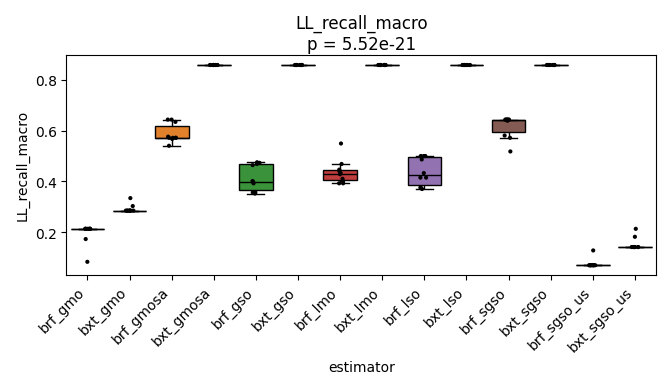 LL_recall_macro
p = 5.52e-21
LL_recall_macro
0.8
0.6
0.4
0.2
brf_gmo
bxt_gmo
brf_gmosa
bxt_gmosa
brf_gso
bxt_gso
brf_lmo
bxt_lmo
brf_lso
bxt_lso
brf_sgso
bxt_sgso
brf_sgso_us
bxt_sgso_us
estimator